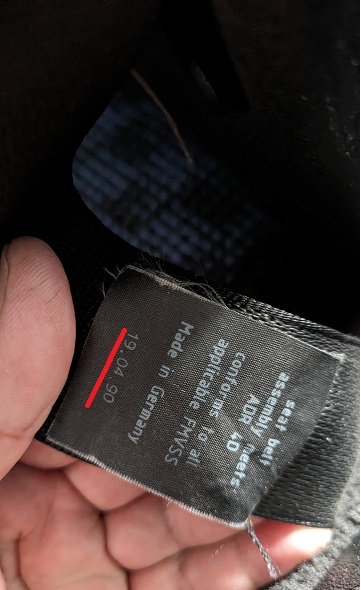 seat belt
assembly meets
ADR 4D
conforms to all
applicable FMVSS
Made in Germany
19.04.90